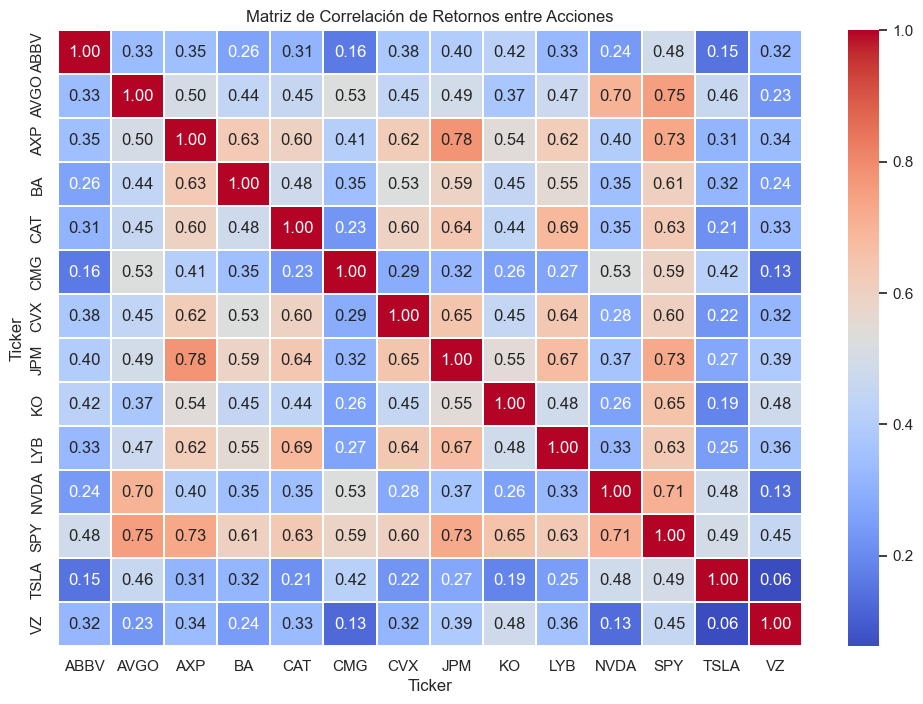 Matriz de Correlación de Retornos entre Acciones
ABBV 1.00 0.33 0.35 0.26 0.31 0.16 0.38 0.40 0.42 0.33 0.24 0.48 0.15 0.32
AVGO 0.33 1.00 0.50 0.44 0.45 0.53 0.45 0.49 0.37 0.47 0.70 0.75 0.46 0.23
AXP 0.35 0.50 1.00 0.63 0.60 0.41 0.62 0.78 0.54 0.62 0.40 0.73 0.31 0.34
BA 0.26 0.44 0.63 1.00 0.48 0.35 0.53 0.59 0.45 0.55 0.35 0.61 0.32 0.24
CAT 0.31 0.45 0.60 0.48 1.00 0.23 0.60 0.64 0.44 0.69 0.35 0.63 0.21 0.33
CMG 0.16 0.53 0.41 0.35 0.23 1.00 0.29 0.32 0.26 0.27 0.53 0.59 0.42 0.13
CVX 0.38 0.45 0.62 0.53 0.60 0.29 1.00 0.65 0.45 0.64 0.28 0.60 0.22 0.32
JPM 0.40 0.49 0.78 0.59 0.64 0.32 0.65 1.00 0.55 0.67 0.37 0.73 0.27 0.39
KO 0.42 0.37 0.54 0.45 0.44 0.26 0.45 0.55 1.00 0.48 0.26 0.65 0.19 0.48
LYB 0.33 0.47 0.62 0.55 0.69 0.27 0.64 0.67 0.48 1.00 0.33 0.63 0.25 0.36
NVDA 0.24 0.70 0.40 0.35 0.35 0.53 0.28 0.37 0.26 0.33 1.00 0.71 0.48 0.13
SPY 0.48 0.75 0.73 0.61 0.63 0.59 0.60 0.73 0.65 0.63 0.71 1.00 0.49 0.45
TSLA 0.15 0.46 0.31 0.32 0.21 0.42 0.22 0.27 0.19 0.25 0.48 0.49 1.00 0.06
VZ 0.32 0.23 0.34 0.24 0.33 0.13 0.32 0.39 0.48 0.36 0.13 0.45 0.06 1.00
ABBV AVGO AXP BA CAT CMG CVX JPM KO LYB NVDA SPY TSLA VZ
Ticker
Ticker
1.0
0.8
0.6
0.4
0.2